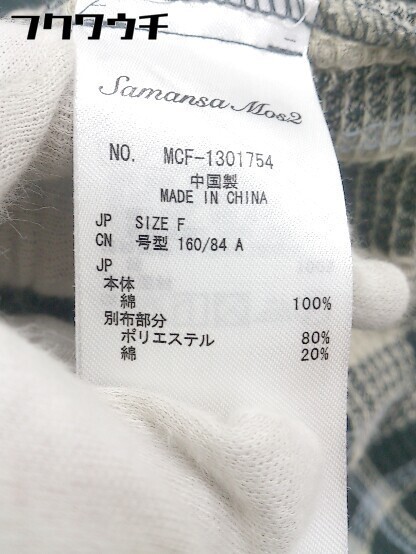 フクウウチ
Samansa Mos2
NO. MCF-1301754
中国製
MADE IN CHINA
JP SIZE F
CN 号型 160/84 A
JP
本体
綿 100%
別布部分
ポリエステル 80%
綿 20%